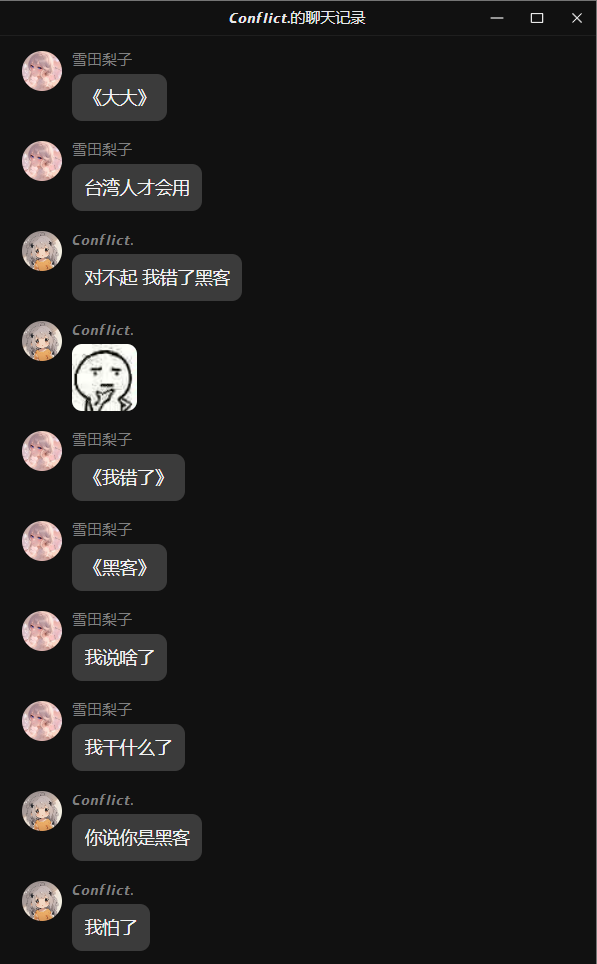 Conflict.的聊天记录
雪田梨子
《大大》
雪田梨子
台湾人才会用
Conflict.
对不起 我错了黑客
Conflict.
雪田梨子
《我错了》
雪田梨子
《黑客》
雪田梨子
我说啥了
雪田梨子
我干什么了
Conflict.
你说你是黑客
Conflict.
我怕了